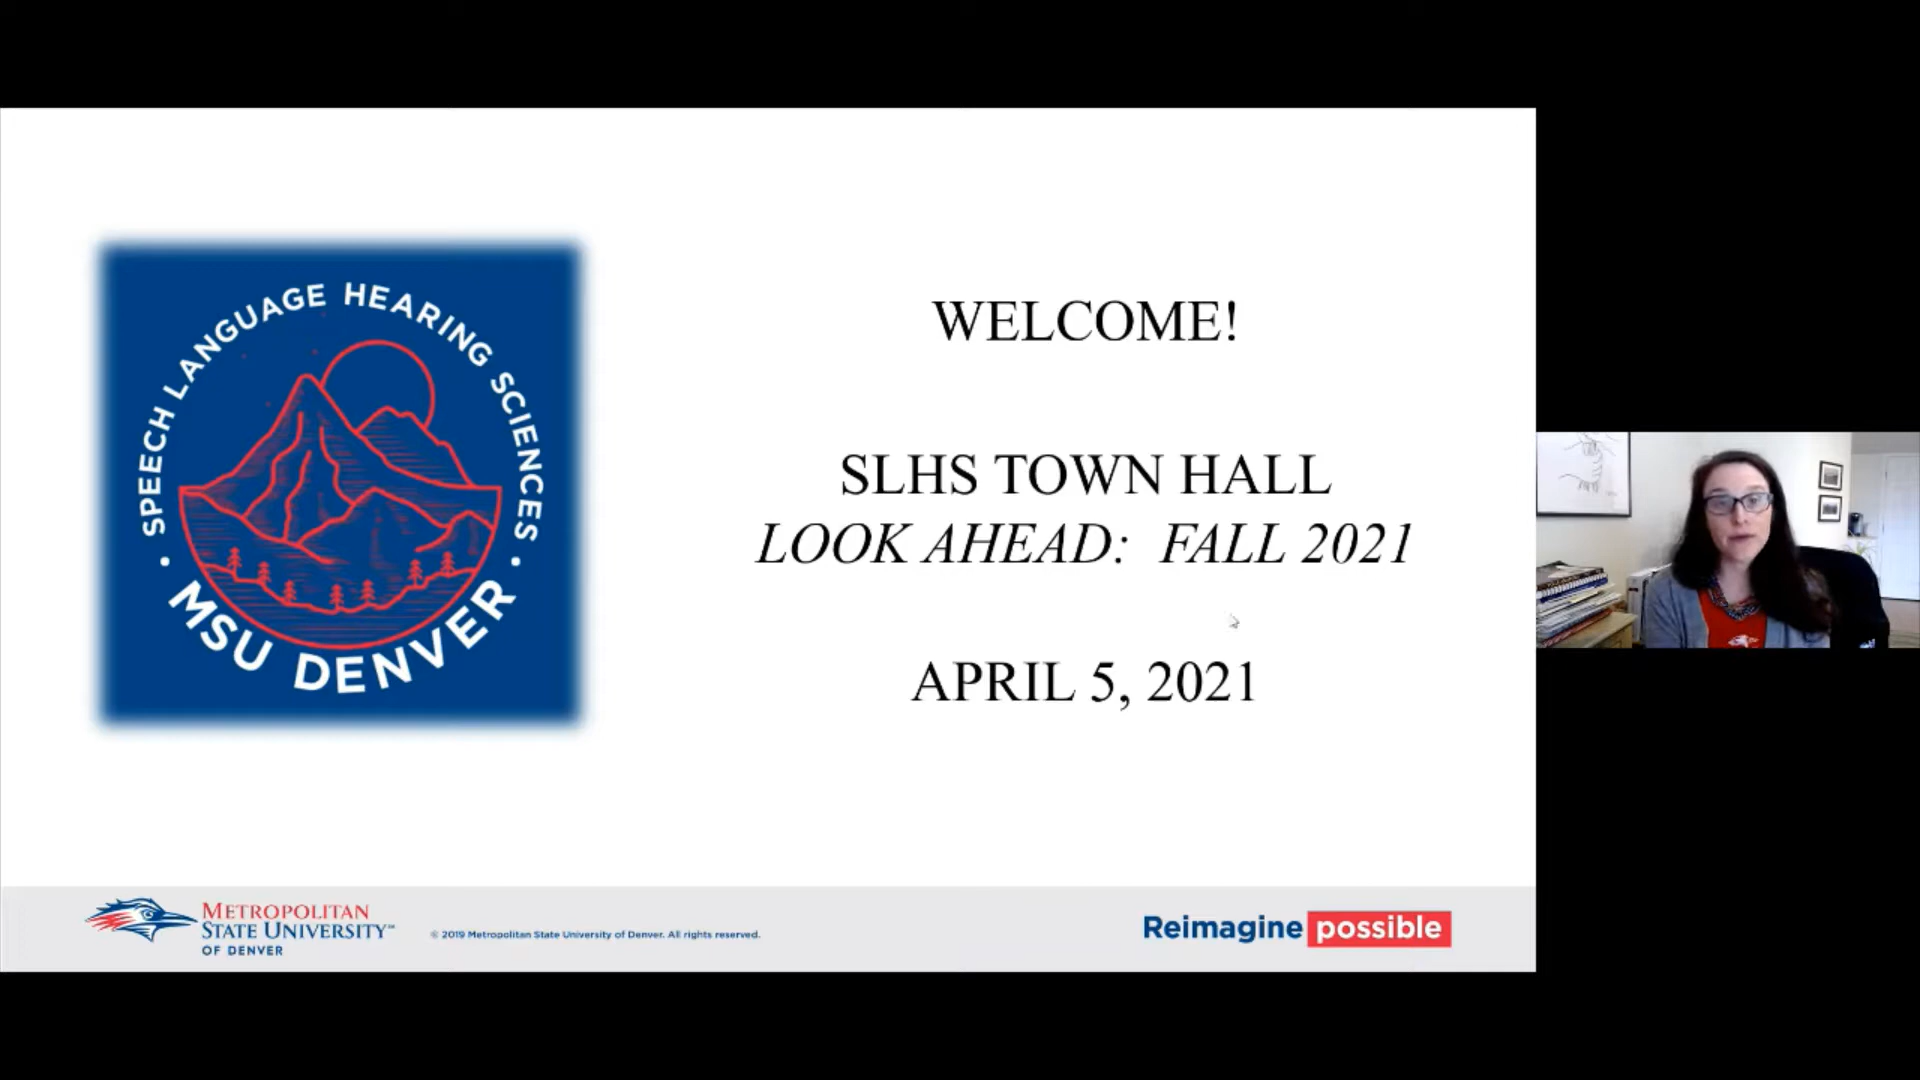 SPEECH LANGUAGE HEARING SCIENCES
• MSU DENVER •
WELCOME!
SLHS TOWN HALL
LOOK AHEAD: FALL 2021
APRIL 5, 2021
METROPOLITAN
STATE UNIVERSITY™
OF DENVER
© 2019 Metropolitan State University of Denver. All rights reserved.
Reimagine possible